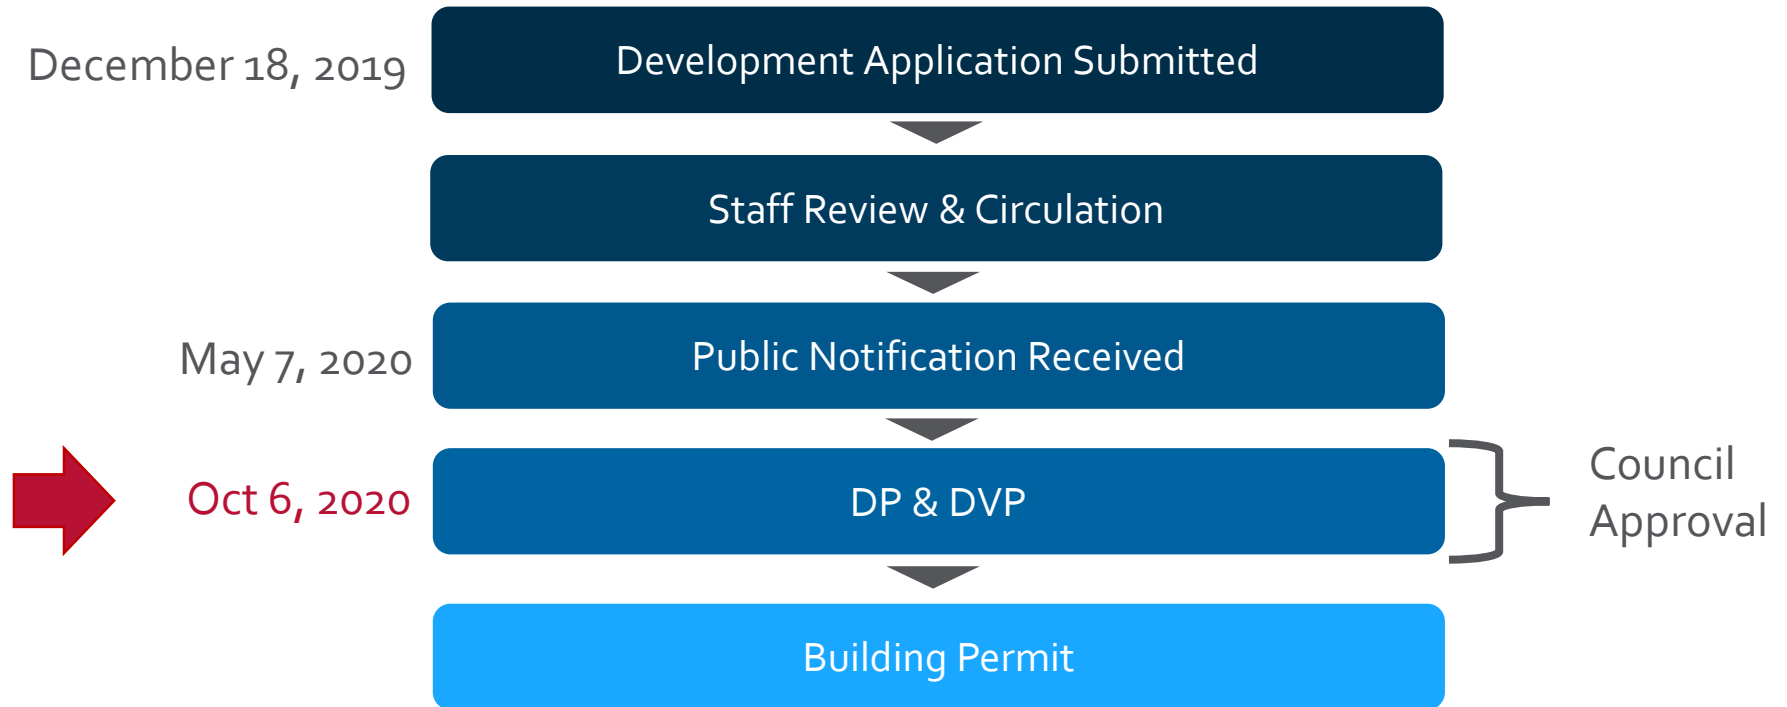 December 18, 2019
Development Application Submitted
Staff Review & Circulation
May 7, 2020
Public Notification Received
Oct 6, 2020
DP & DVP
Council
Approval
Building Permit